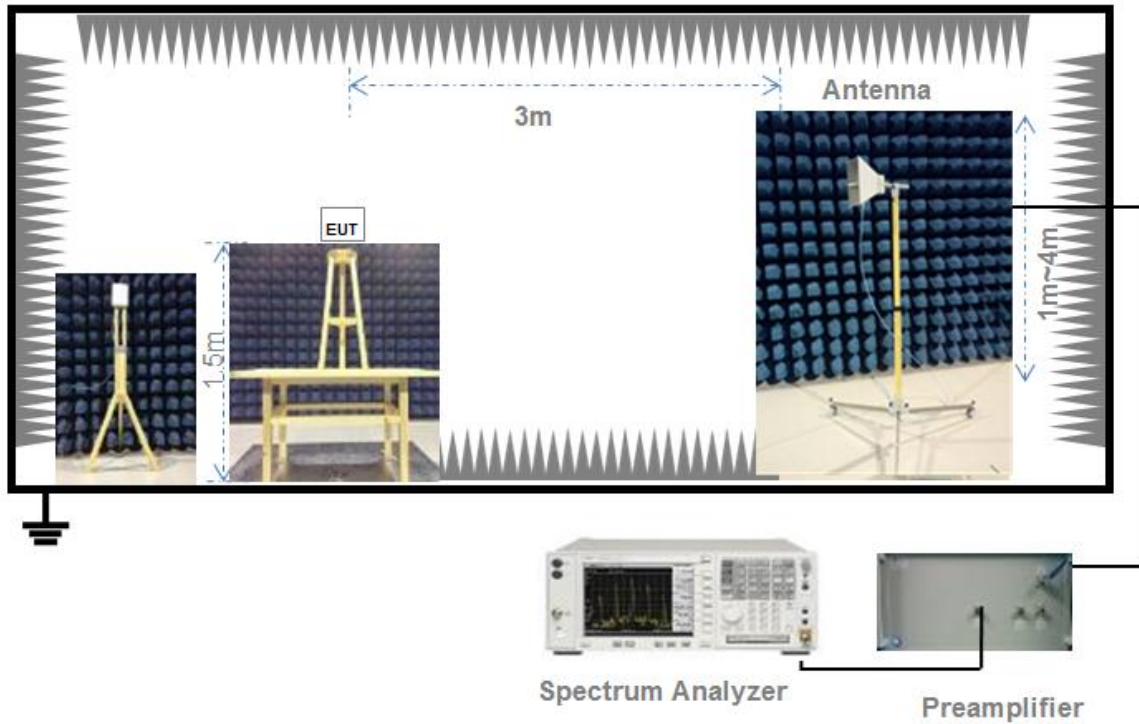 Antenna
3m
EUT
1.5m
1m~4m
Spectrum Analyzer
Preamplifier